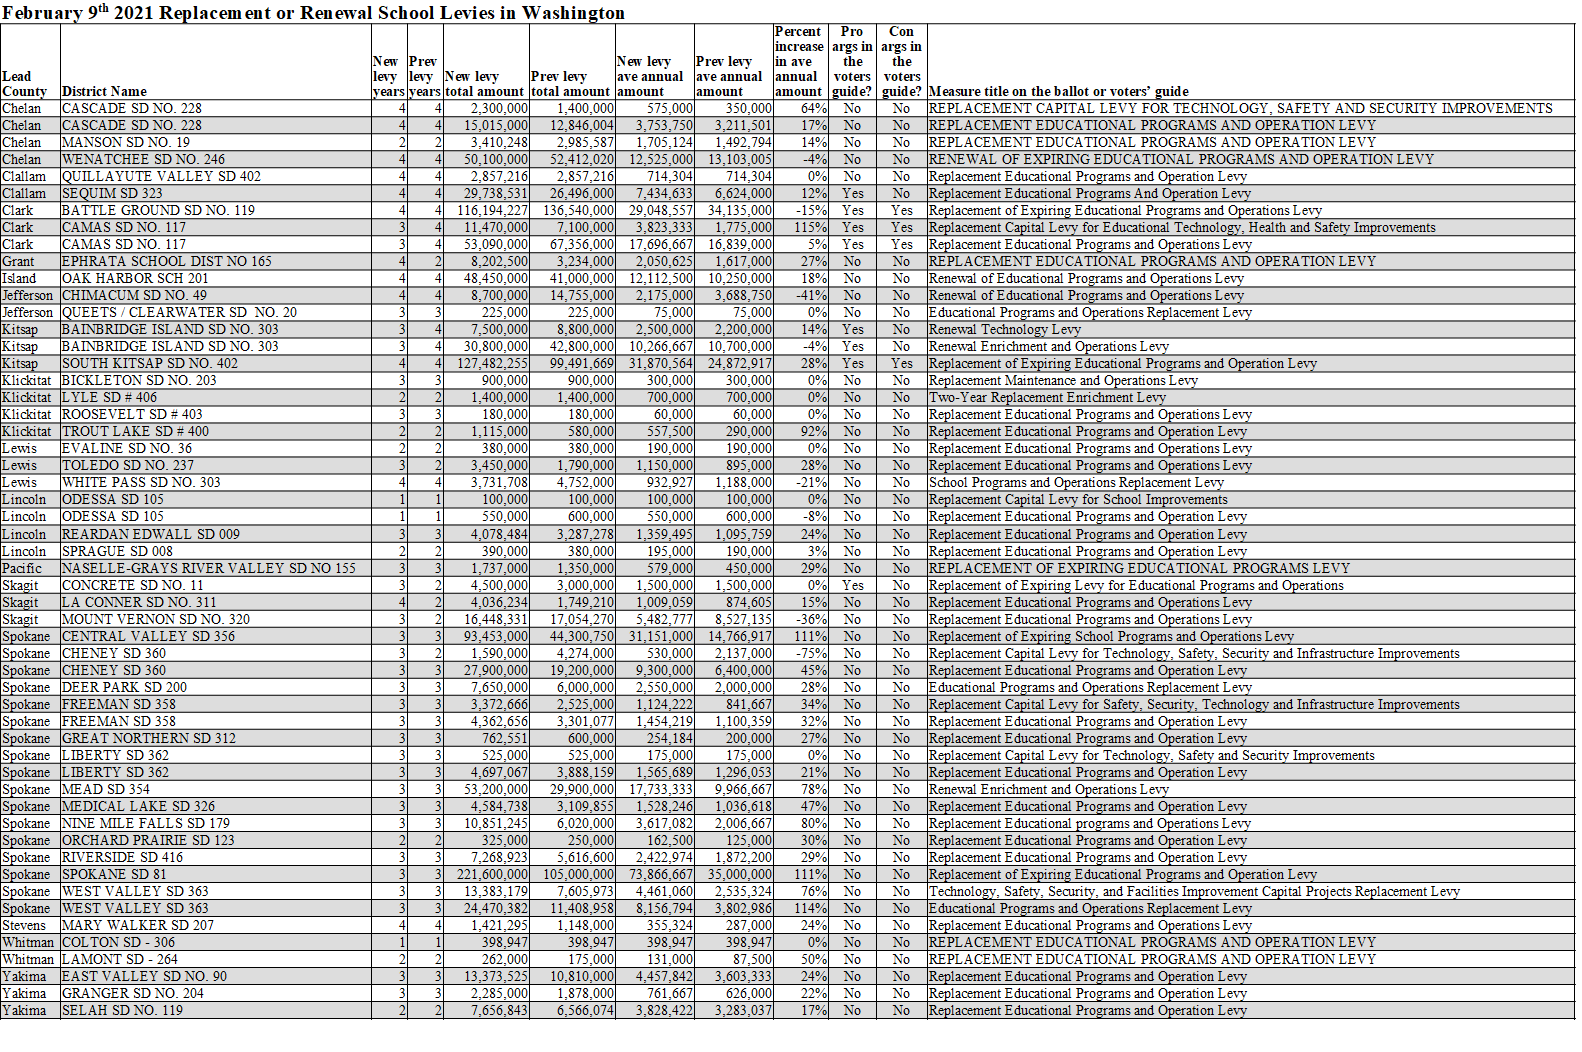 February 9th 2021 Replacement or Renewal School Levies in Washington
Lead County District Name New levy years Prev levy years New levy total amount Prev levy total amount New levy ave annual amount Prev levy ave annual amount Percent increase in ave annual amount Pro args in the voters guide? Con args in the voters guide? Measure title on the ballot or voters' guide
Chelan CASCADE SD NO. 228 4 4 2,300,000 1,400,000 575,000 350,000 64% No No REPLACEMENT CAPITAL LEVY FOR TECHNOLOGY, SAFETY AND SECURITY IMPROVEMENTS
Chelan CASCADE SD NO. 228 4 4 15,015,000 12,846,004 3,753,750 3,211,501 17% No No REPLACEMENT EDUCATIONAL PROGRAMS AND OPERATION LEVY
Chelan MANSON SD NO. 19 2 2 3,410,248 2,985,587 1,705,124 1,492,794 14% No No REPLACEMENT EDUCATIONAL PROGRAMS AND OPERATION LEVY
Chelan WENATCHEE SD NO. 246 4 4 50,100,000 52,412,020 12,525,000 13,103,005 -4% No No RENEWAL OF EXPIRING EDUCATIONAL PROGRAMS AND OPERATION LEVY
Clallam QUILLAYUTE VALLEY SD 402 4 4 2,857,216 2,857,216 714,304 714,304 0% No No Replacement Educational Programs and Operation Levy
Clallam SEQUIM SD 323 4 4 29,738,531 26,496,000 7,434,633 6,624,000 12% Yes No Replacement Educational Programs And Operation Levy
Clark BATTLE GROUND SD NO. 119 4 4 116,194,227 136,540,000 29,048,557 34,135,000 -15% Yes Yes Replacement of Expiring Educational Programs and Operations Levy
Clark CAMAS SD NO. 117 3 4 11,470,000 7,100,000 3,823,333 1,775,000 115% Yes Yes Replacement Capital Levy for Educational Technology, Health and Safety Improvements
Clark CAMAS SD NO. 117 3 4 53,090,000 67,356,000 17,696,667 16,839,000 5% Yes Yes Replacement Educational Programs and Operations Levy
Grant EPHRATA SCHOOL DIST NO 165 4 2 8,202,500 3,234,000 2,050,625 1,617,000 27% No No REPLACEMENT EDUCATIONAL PROGRAMS AND OPERATION LEVY
Island OAK HARBOR SCH 201 4 4 48,450,000 41,000,000 12,112,500 10,250,000 18% No No Renewal of Educational Programs and Operations Levy
Jefferson CHIMACUM SD NO. 49 4 4 8,700,000 14,755,000 2,175,000 3,688,750 -41% No No Renewal of Educational Programs and Operations Levy
Jefferson QUEETS / CLEARWATER SD NO. 20 3 3 225,000 225,000 75,000 75,000 0% No No Educational Programs and Operations Replacement Levy
Kitsap BAINBRIDGE ISLAND SD NO. 303 3 4 7,500,000 8,800,000 2,500,000 2,200,000 14% Yes No Renewal Technology Levy
Kitsap BAINBRIDGE ISLAND SD NO. 303 3 4 30,800,000 42,800,000 10,266,667 10,700,000 -4% Yes No Renewal Enrichment and Operations Levy
Kitsap SOUTH KITSAP SD NO. 402 4 4 127,482,255 99,491,669 31,870,564 24,872,917 28% Yes Yes Replacement of Expiring Educational Programs and Operation Levy
Klickitat BICKLETON SD NO. 203 3 3 900,000 900,000 300,000 300,000 0% No No Replacement Maintenance and Operations Levy
Klickitat LYLE SD # 406 2 2 1,400,000 1,400,000 700,000 700,000 0% No No Two-Year Replacement Enrichment Levy
Klickitat ROOSEVELT SD # 403 3 3 180,000 180,000 60,000 60,000 0% No No Replacement Educational Programs and Operations Levy
Klickitat TROUT LAKE SD # 400 2 2 1,115,000 580,000 557,500 290,000 92% No No Replacement Educational Programs and Operation Levy
Lewis EVALINE SD NO. 36 2 2 380,000 380,000 190,000 190,000 0% No No Replacement Educational Programs and Operations Levy
Lewis TOLEDO SD NO. 237 3 2 3,450,000 1,790,000 1,150,000 895,000 28% No No Replacement Educational Programs and Operations Levy
Lewis WHITE PASS SD NO. 303 4 4 3,731,708 4,752,000 932,927 1,188,000 -21% No No School Programs and Operations Replacement Levy
Lincoln ODESSA SD 105 1 1 100,000 100,000 100,000 100,000 0% No No Replacement Capital Levy for School Improvements
Lincoln ODESSA SD 105 1 1 550,000 600,000 550,000 600,000 -8% No No Replacement Educational Programs and Operation Levy
Lincoln REARDAN EDWALL SD 009 3 3 4,078,484 3,287,278 1,359,495 1,095,759 24% No No Replacement Educational Programs and Operations Levy
Lincoln SPRAGUE SD 008 2 2 390,000 380,000 195,000 190,000 3% No No Replacement Educational Programs and Operations Levy
Pacific NASELLE-GRAYS RIVER VALLEY SD NO 155 3 3 1,737,000 1,350,000 579,000 450,000 29% No No REPLACEMENT OF EXPIRING EDUCATIONAL PROGRAMS LEVY
Skagit CONCRETE SD NO. 11 3 2 4,500,000 3,000,000 1,500,000 1,500,000 0% Yes No Replacement of Expiring Levy for Educational Programs and Operations
Skagit LA CONNER SD NO. 311 4 2 4,036,234 1,749,210 1,009,059 874,605 15% No No Replacement Educational Programs and Operations Levy
Skagit MOUNT VERNON SD NO. 320 3 2 16,448,331 17,054,270 5,482,777 8,527,135 -36% No No Replacement Educational Programs and Operations Levy
Spokane CENTRAL VALLEY SD 356 3 3 93,453,000 44,300,750 31,151,000 14,766,917 111% No No Replacement of Expiring School Programs and Operations Levy
Spokane CHENEY SD 360 3 2 1,590,000 4,274,000 530,000 2,137,000 -75% No No Replacement Capital Levy for Technology, Safety, Security and Infrastructure Improvements
Spokane CHENEY SD 360 3 3 27,900,000 19,200,000 9,300,000 6,400,000 45% No No Replacement Educational Programs and Operation Levy
Spokane DEER PARK SD 200 3 3 7,650,000 6,000,000 2,550,000 2,000,000 28% No No Educational Programs and Operations Replacement Levy
Spokane FREEMAN SD 358 3 3 3,372,666 2,525,000 1,124,222 841,667 34% No No Replacement Capital Levy for Safety, Security, Technology and Infrastructure Improvements
Spokane FREEMAN SD 358 3 3 4,362,656 3,301,077 1,454,219 1,100,359 32% No No Replacement Educational Programs and Operation Levy
Spokane GREAT NORTHERN SD 312 3 3 762,551 600,000 254,184 200,000 27% No No Replacement Educational Programs and Operation Levy
Spokane LIBERTY SD 362 3 3 525,000 525,000 175,000 175,000 0% No No Replacement Capital Levy for Technology, Safety and Security Improvements
Spokane LIBERTY SD 362 3 3 4,697,067 3,888,159 1,565,689 1,296,053 21% No No Replacement Educational Programs and Operation Levy
Spokane MEAD SD 354 3 3 53,200,000 29,900,000 17,733,333 9,966,667 78% No No Renewal Enrichment and Operations Levy
Spokane MEDICAL LAKE SD 326 3 3 4,584,738 3,109,855 1,528,246 1,036,618 47% No No Replacement Educational Programs and Operation Levy
Spokane NINE MILE FALLS SD 179 3 3 10,851,245 6,020,000 3,617,082 2,006,667 80% No No Replacement Educational programs and Operations Levy
Spokane ORCHARD PRAIRIE SD 123 2 2 325,000 250,000 162,500 125,000 30% No No Replacement Educational Programs and Operation Levy
Spokane RIVERSIDE SD 416 3 3 7,268,923 5,616,600 2,422,974 1,872,200 29% No No Replacement Educational Programs and Operation Levy
Spokane SPOKANE SD 81 3 3 221,600,000 105,000,000 73,866,667 35,000,000 111% No No Replacement of Expiring Educational Programs and Operation Levy
Spokane WEST VALLEY SD 363 3 3 13,383,179 7,605,973 4,461,060 2,535,324 76% No No Technology, Safety, Security, and Facilities Improvement Capital Projects Replacement Levy
Spokane WEST VALLEY SD 363 3 3 24,470,382 11,408,958 8,156,794 3,802,986 114% No No Educational Programs and Operations Replacement Levy
Stevens MARY WALKER SD 207 4 4 1,421,295 1,148,000 355,324 287,000 24% No No Replacement Educational Programs and Operation Levy
Whitman COLTON SD - 306 1 1 398,947 398,947 398,947 398,947 0% No No REPLACEMENT EDUCATIONAL PROGRAMS AND OPERATION LEVY
Whitman LAMONT SD - 264 2 2 262,000 175,000 131,000 87,500 50% No No REPLACEMENT EDUCATIONAL PROGRAMS AND OPERATION LEVY
Yakima EAST VALLEY SD NO. 90 3 3 13,373,525 10,810,000 4,457,842 3,603,333 24% No No Replacement Educational Programs and Operation Levy
Yakima GRANGER SD NO. 204 3 3 2,285,000 1,878,000 761,667 626,000 22% No No Replacement Educational Programs and Operation Levy
Yakima SELAH SD NO. 119 2 2 7,656,843 6,566,074 3,828,422 3,283,037 17% No No Replacement Educational Programs and Operation Levy